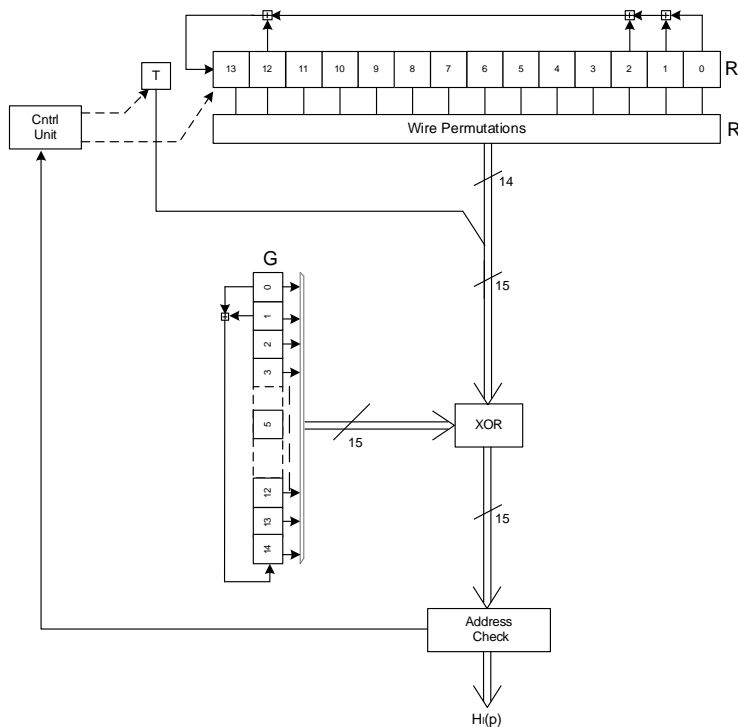 13 12 11 10 9 8 7 6 5 4 3 2 1 0 R
T
Cntrl
Unit
Wire Permutations R
14
G
0
1
2
3
5
12
13
14
15
15
XOR
15
Address
Check
Hl(p)